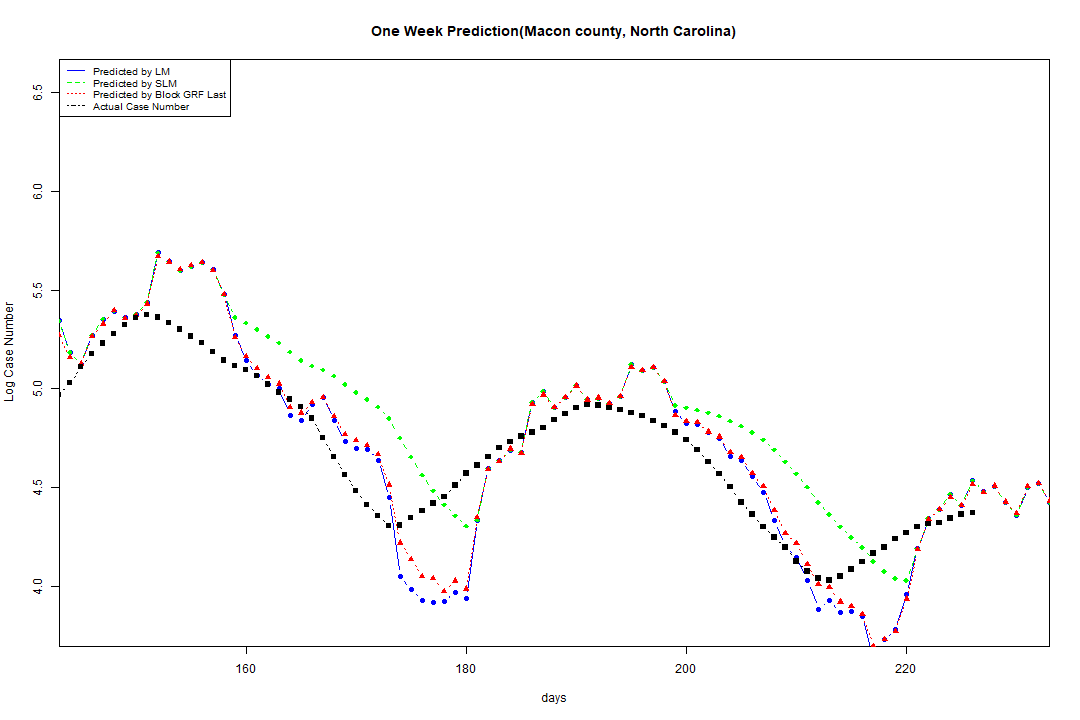 One Week Prediction(Macon county, North Carolina)
Predicted by LM
Predicted by SLM
Predicted by Block GRF Last
Actual Case Number
6.5
6.0
5.5
5.0
4.5
4.0
Log Case Number
160 180 200 220
days